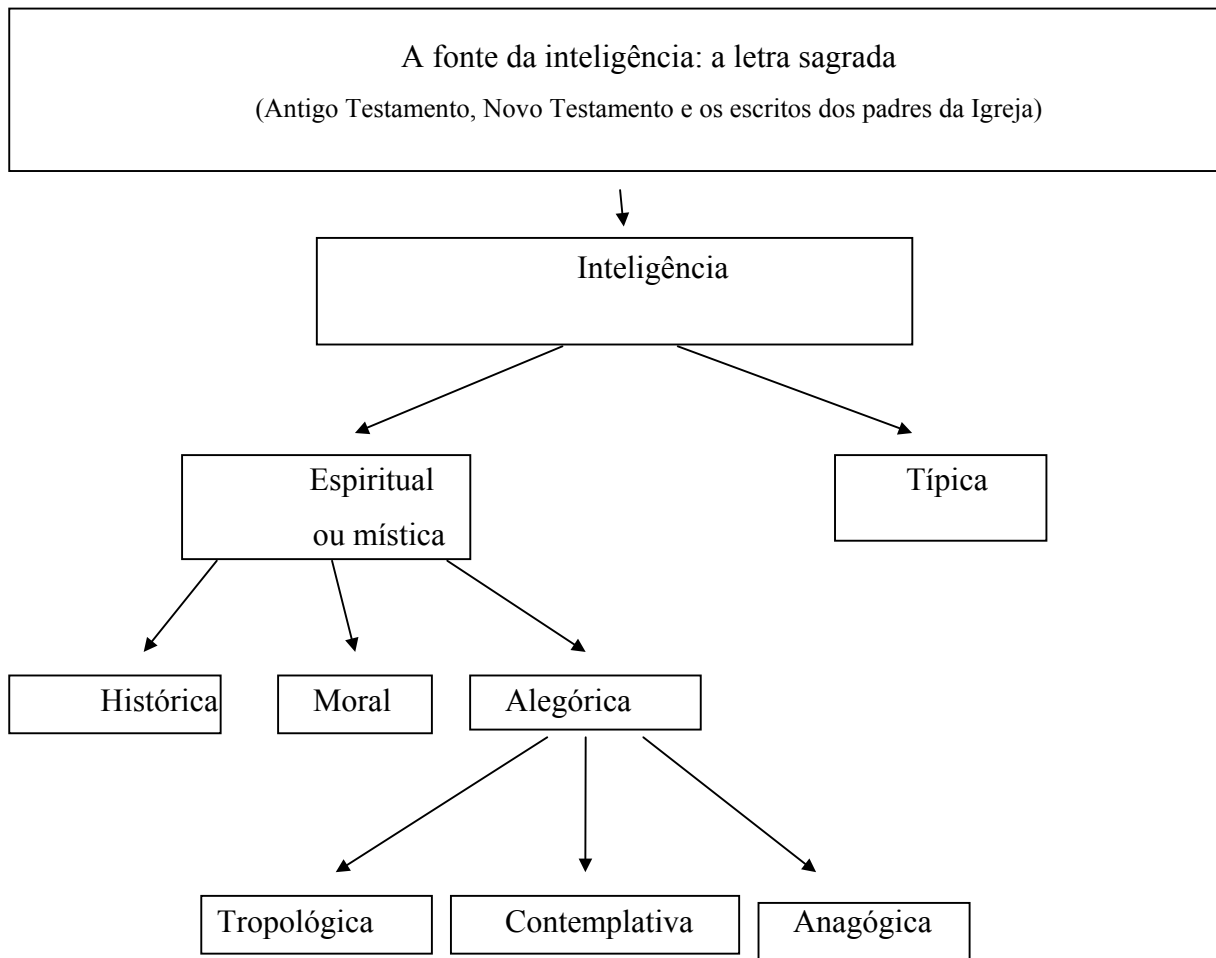 A fonte da inteligência: a letra sagrada
(Antigo Testamento, Novo Testamento e os escritos dos padres da Igreja)
Inteligência
Espiritual
ou mística
Típica
Histórica
Moral
Alegórica
Tropológica
Contemplativa
Anagógica